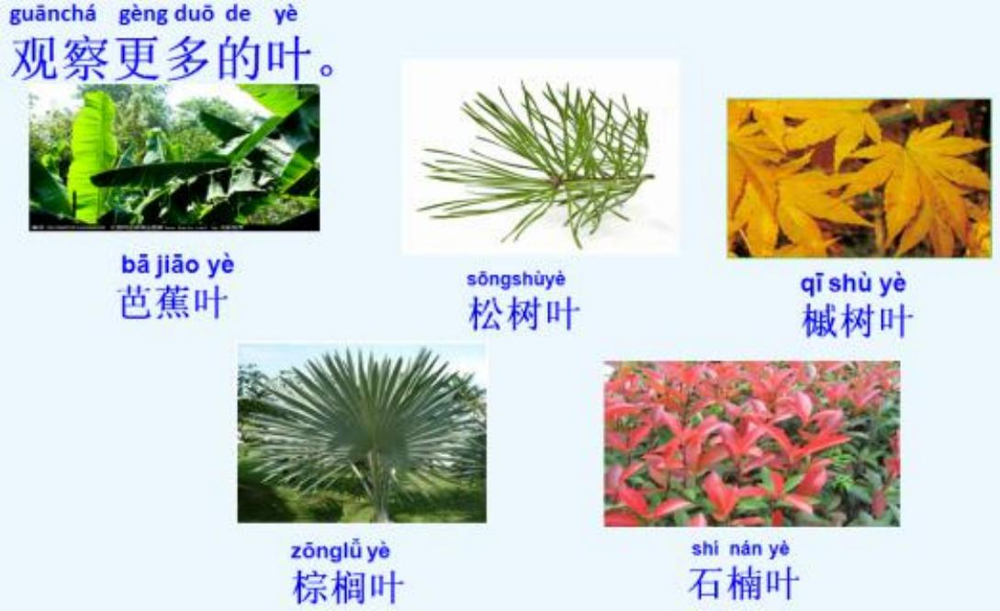 guānchá gèng duō de yè
观察更多的叶。
bā jiāo yè
芭蕉叶
sōngshùyè
松树叶
qī shù yè
槭树叶
zōnglǘ yè
棕榈叶
shí nán yè
石楠叶